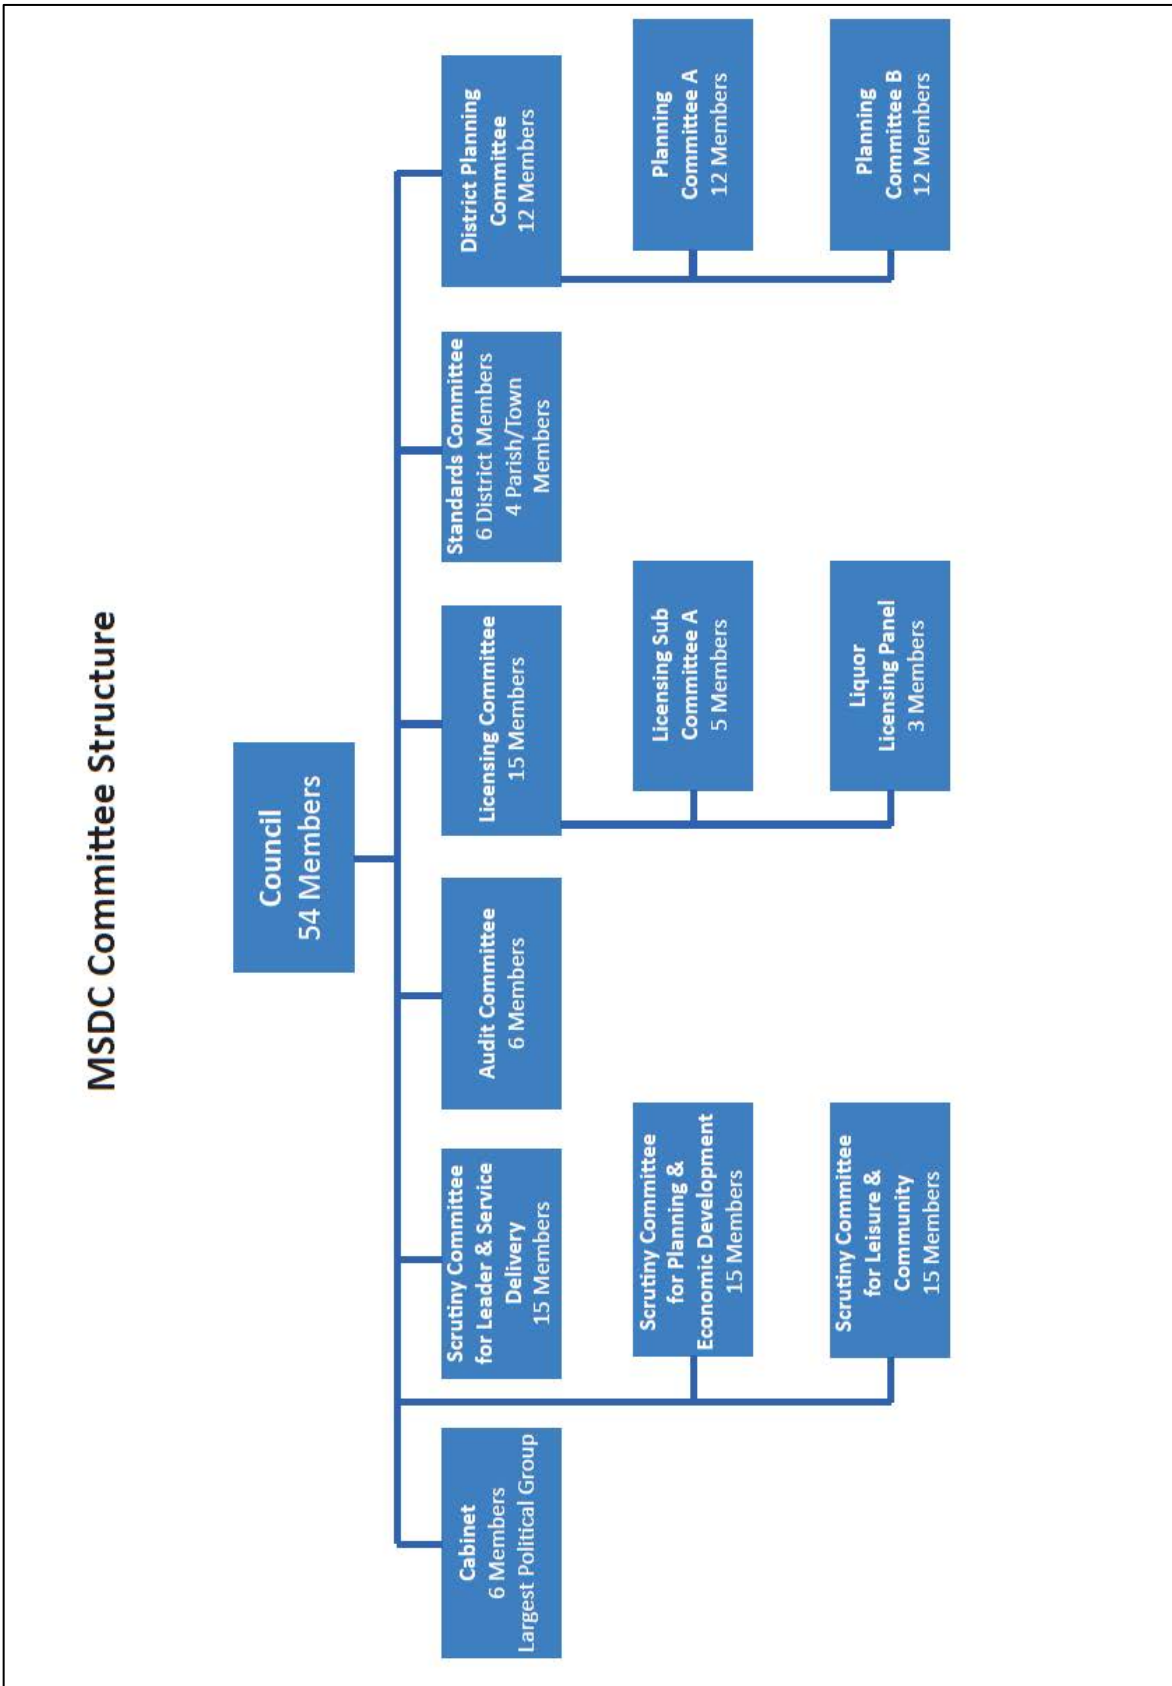 MSDC Committee Structure
Council
54 Members
Cabinet
6 Members
Largest Political Group
Scrutiny Committee
for Leader & Service
Delivery
15 Members
Audit Committee
6 Members
Licensing Committee
15 Members
Standards Committee
6 District Members
4 Parish/Town
Members
District Planning
Committee
12 Members
Scrutiny Committee
for Planning &
Economic Development
15 Members
Licensing Sub
Committee A
5 Members
Planning
Committee A
12 Members
Scrutiny Committee
for Leisure &
Community
15 Members
Liquor
Licensing Panel
3 Members
Planning
Committee B
12 Members